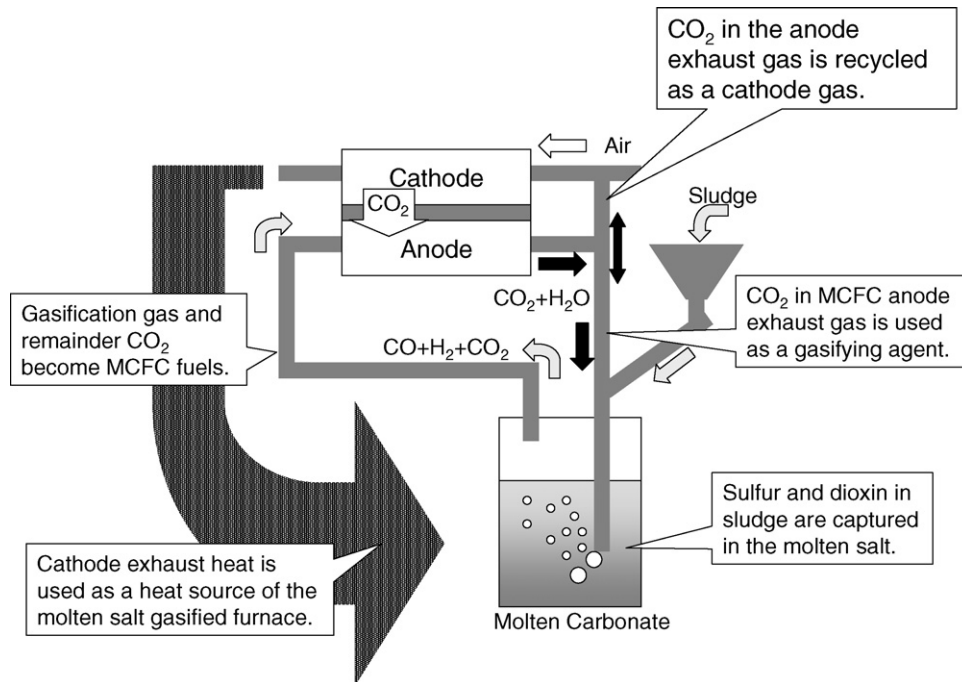 CO₂ in the anode
exhaust gas is recycled
as a cathode gas.
Air
Cathode
Sludge
CO₂
Anode
CO₂+H₂O
CO₂ in MCFC anode
exhaust gas is used
as a gasifying agent.
Gasification gas and
remainder CO₂
become MCFC fuels.
CO+H₂+CO₂
Sulfur and dioxin in
sludge are captured
in the molten salt.
Cathode exhaust heat is
used as a heat source of the
molten salt gasified furnace.
Molten Carbonate